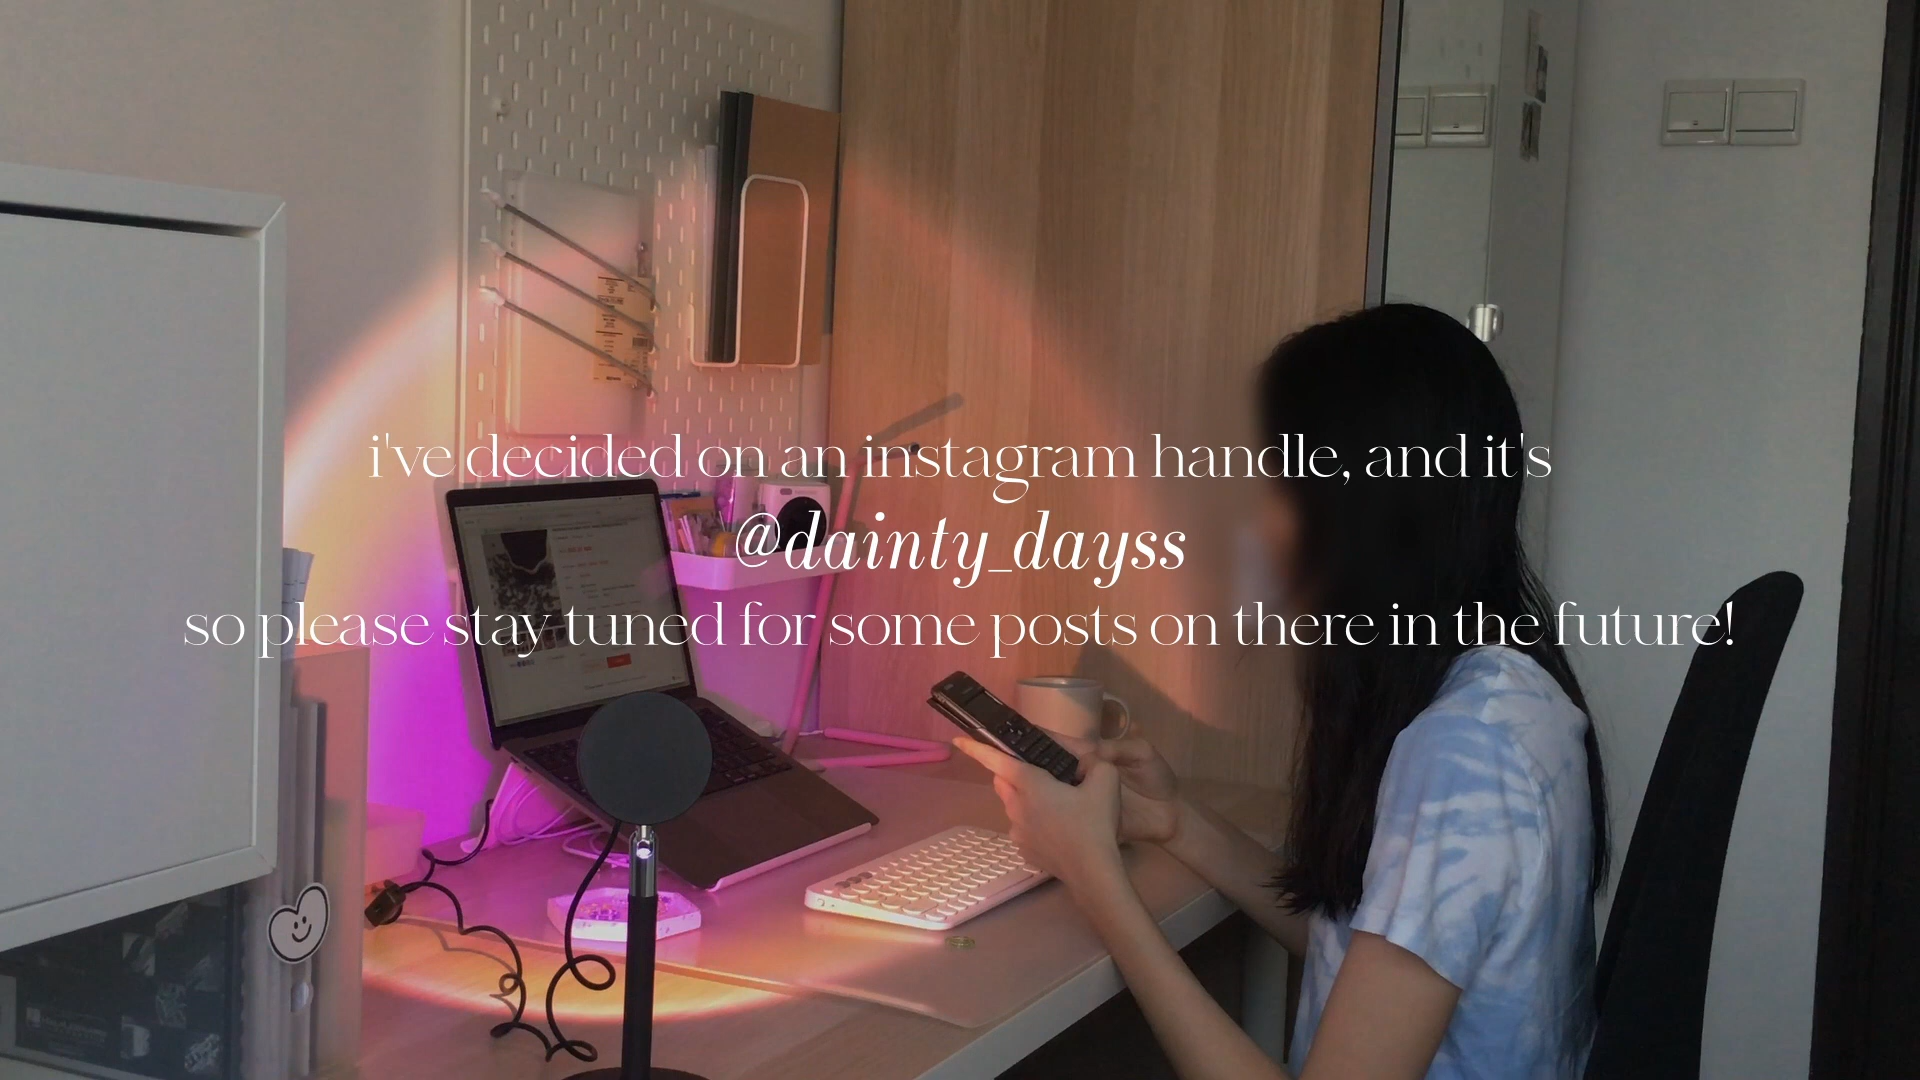 i've decided on an instagram handle, and it's
@dainty_dayss
so please stay tuned for some posts on there in the future!